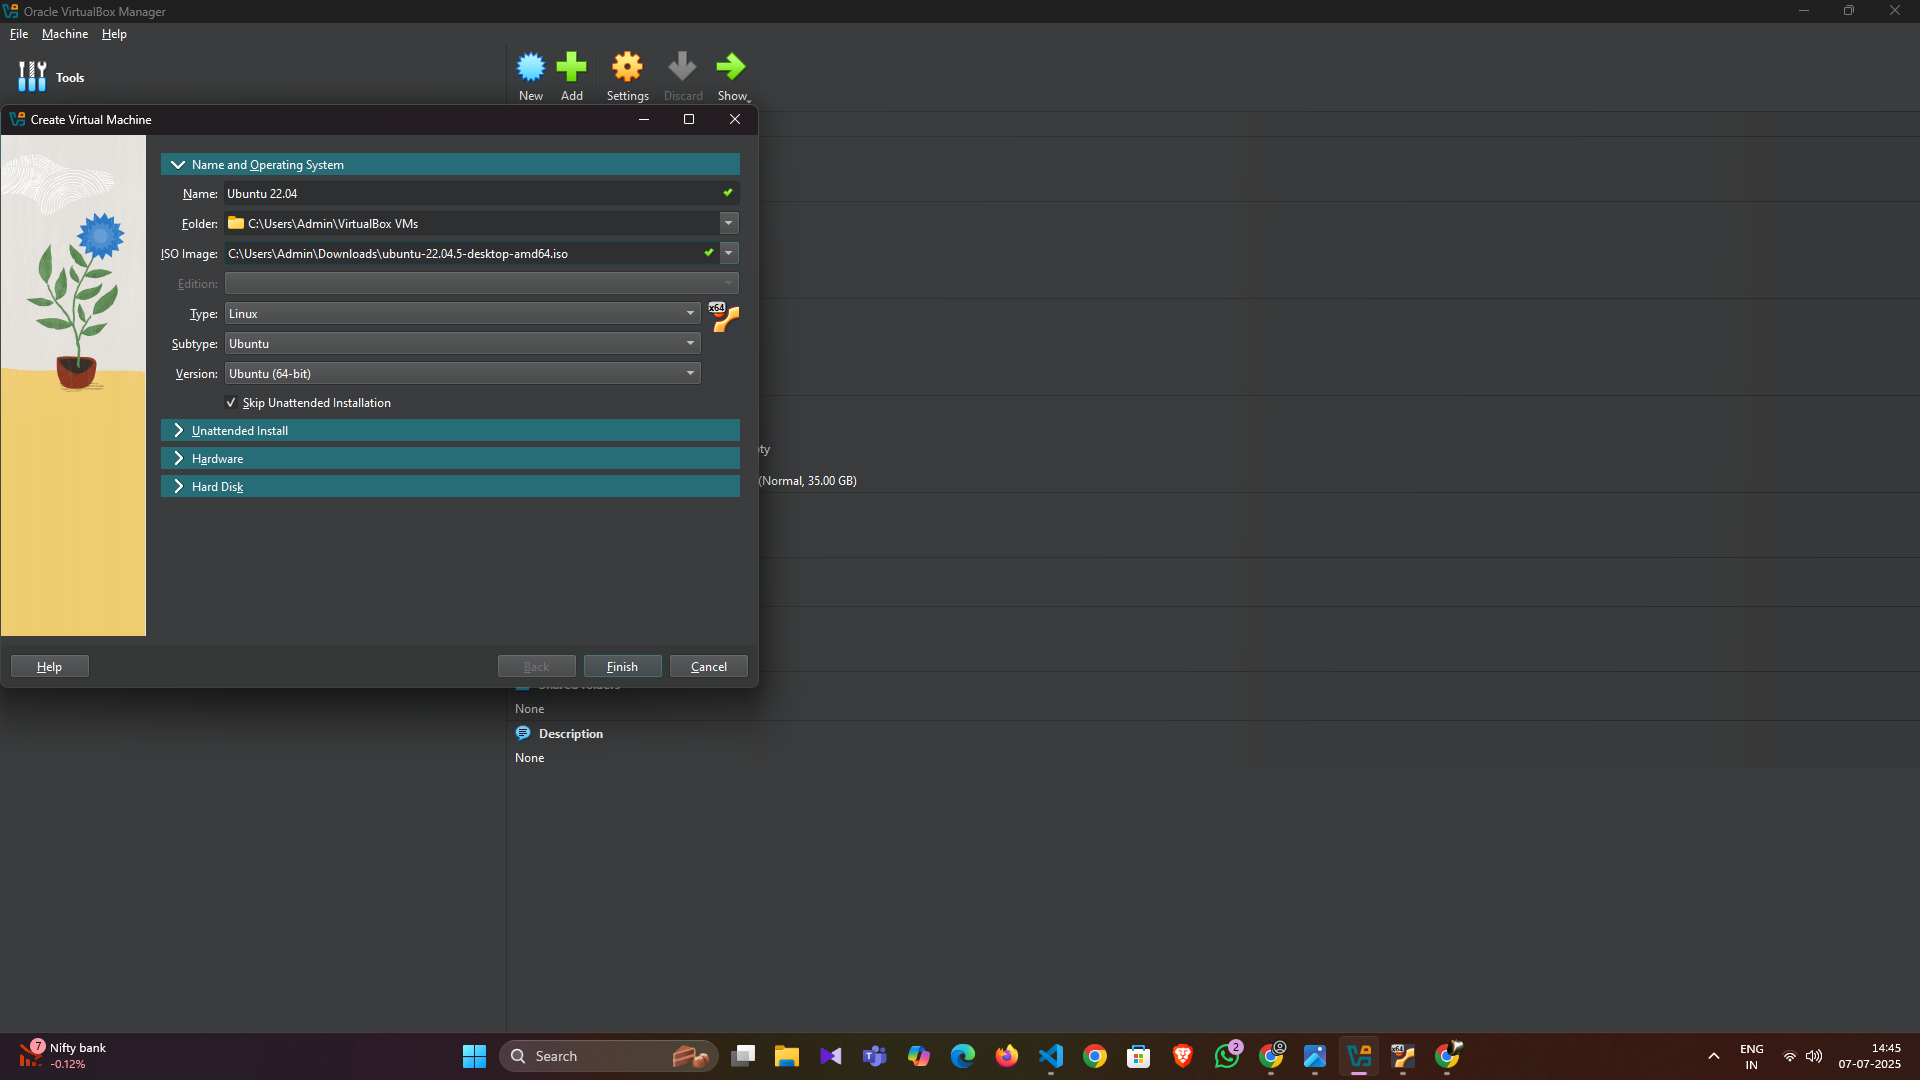 Oracle VirtualBox Manager
File Machine Help
Tools
New Add Settings Discard Show
Create Virtual Machine
Name and Operating System
Name: Ubuntu 22.04
Folder: C:\Users\Admin\VirtualBox VMs
ISO Image: C:\Users\Admin\Downloads\ubuntu-22.04.5-desktop-amd64.iso
Edition:
Type: Linux
x64
Subtype: Ubuntu
Version: Ubuntu (64-bit)
Skip Unattended Installation
Unattended Install
Hardware
Hard Disk
pty
(Normal, 35.00 GB)
Help Back Finish Cancel
Shared folders
None
Description
None
7 Nifty bank
-0.12%
Search
2
ENG
IN
14:45
07-07-2025